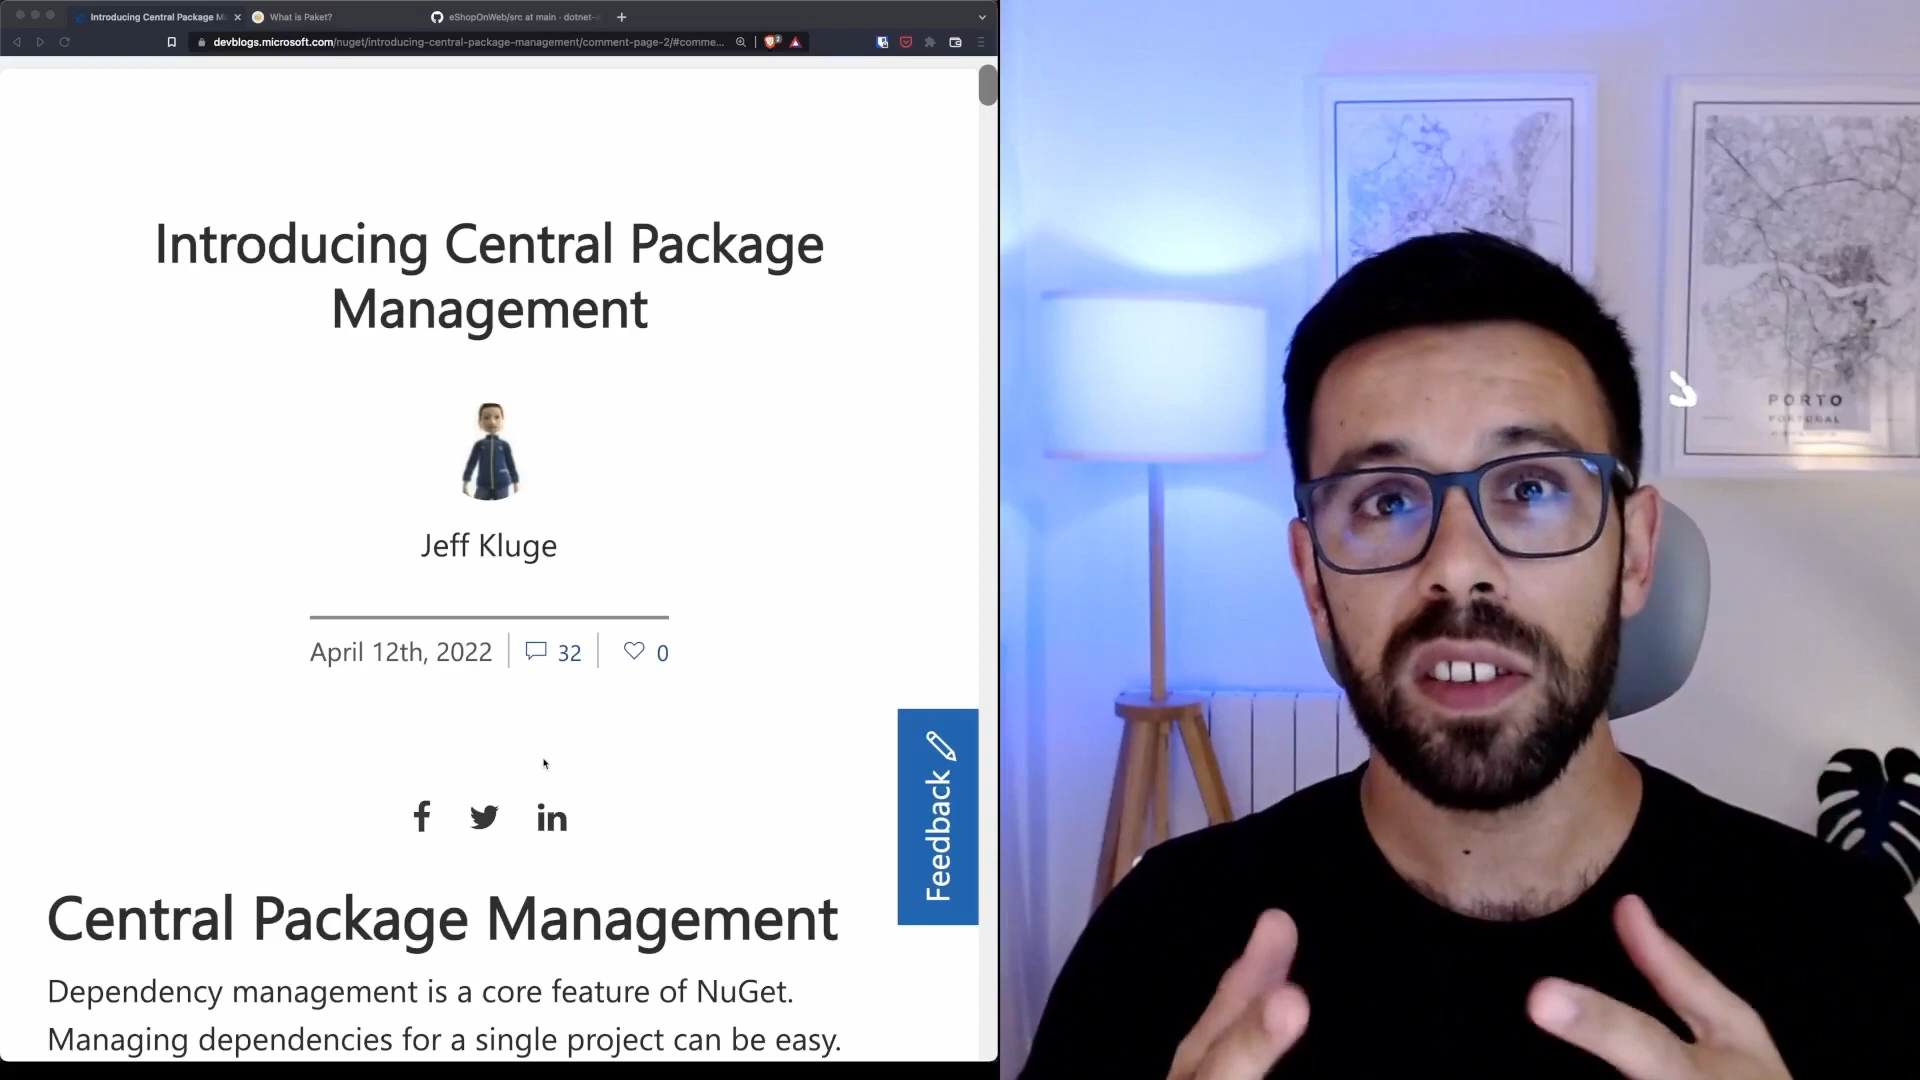 Introducing Central Package M
What is Paket?
eShopOnWeb/src at main · dotnet-
devblogs.microsoft.com/nuget/introducing-central-package-management/comment-page-2/#comme...
2
Introducing Central Package
Management
Jeff Kluge
April 12th, 2022
32
0
Feedback
Central Package Management
Dependency management is a core feature of NuGet.
Managing dependencies for a single project can be easy.
PORTO
PORTUGAL